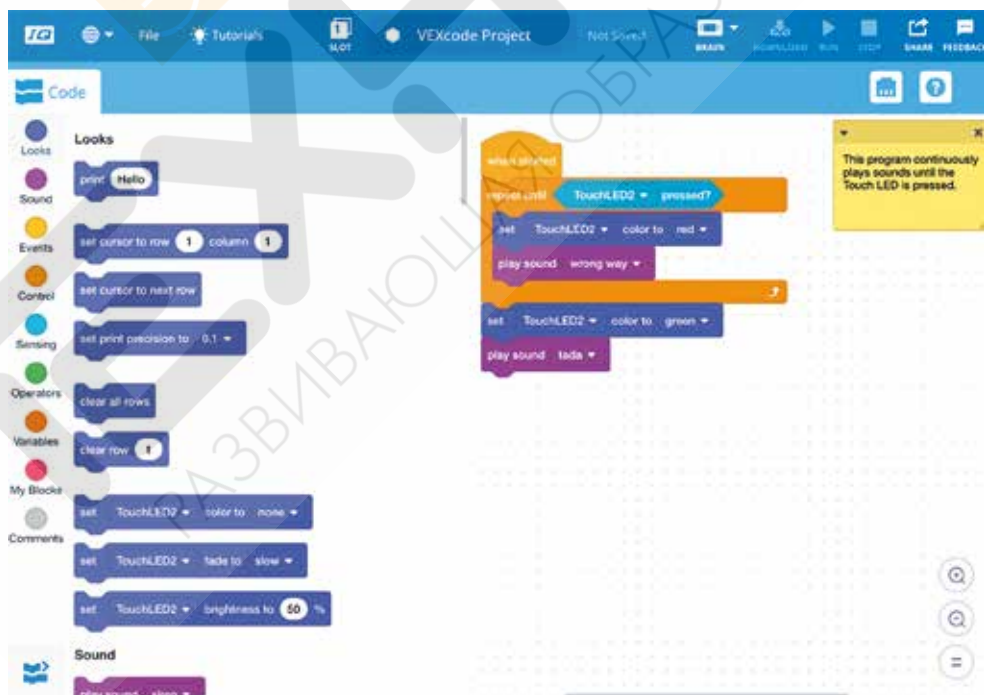 IQ File Tutorials 1 SLOT VEXcode Project Not Saved BRAIN DOWNLOAD RUN STOP SHARE FEEDBACK
Code
Looks
Sound
Events
Control
Sensing
Operators
Variables
My Blocks
Comments
Looks
print Hello
set cursor to row 1 column 1
set cursor to next row
set print precision to 0.1
clear all rows
clear row 1
set TouchLED2 color to none
set TouchLED2 fade to slow
set TouchLED2 brightness to 50 %
Sound
play sound siren
when started
repeat until TouchLED2 pressed?
set TouchLED2 color to red
play sound wrong way
set TouchLED2 color to green
play sound tada
This program continuously
plays sounds until the
Touch LED is pressed.
РАЗВИВАЮЩАЯ ОБРАЗ